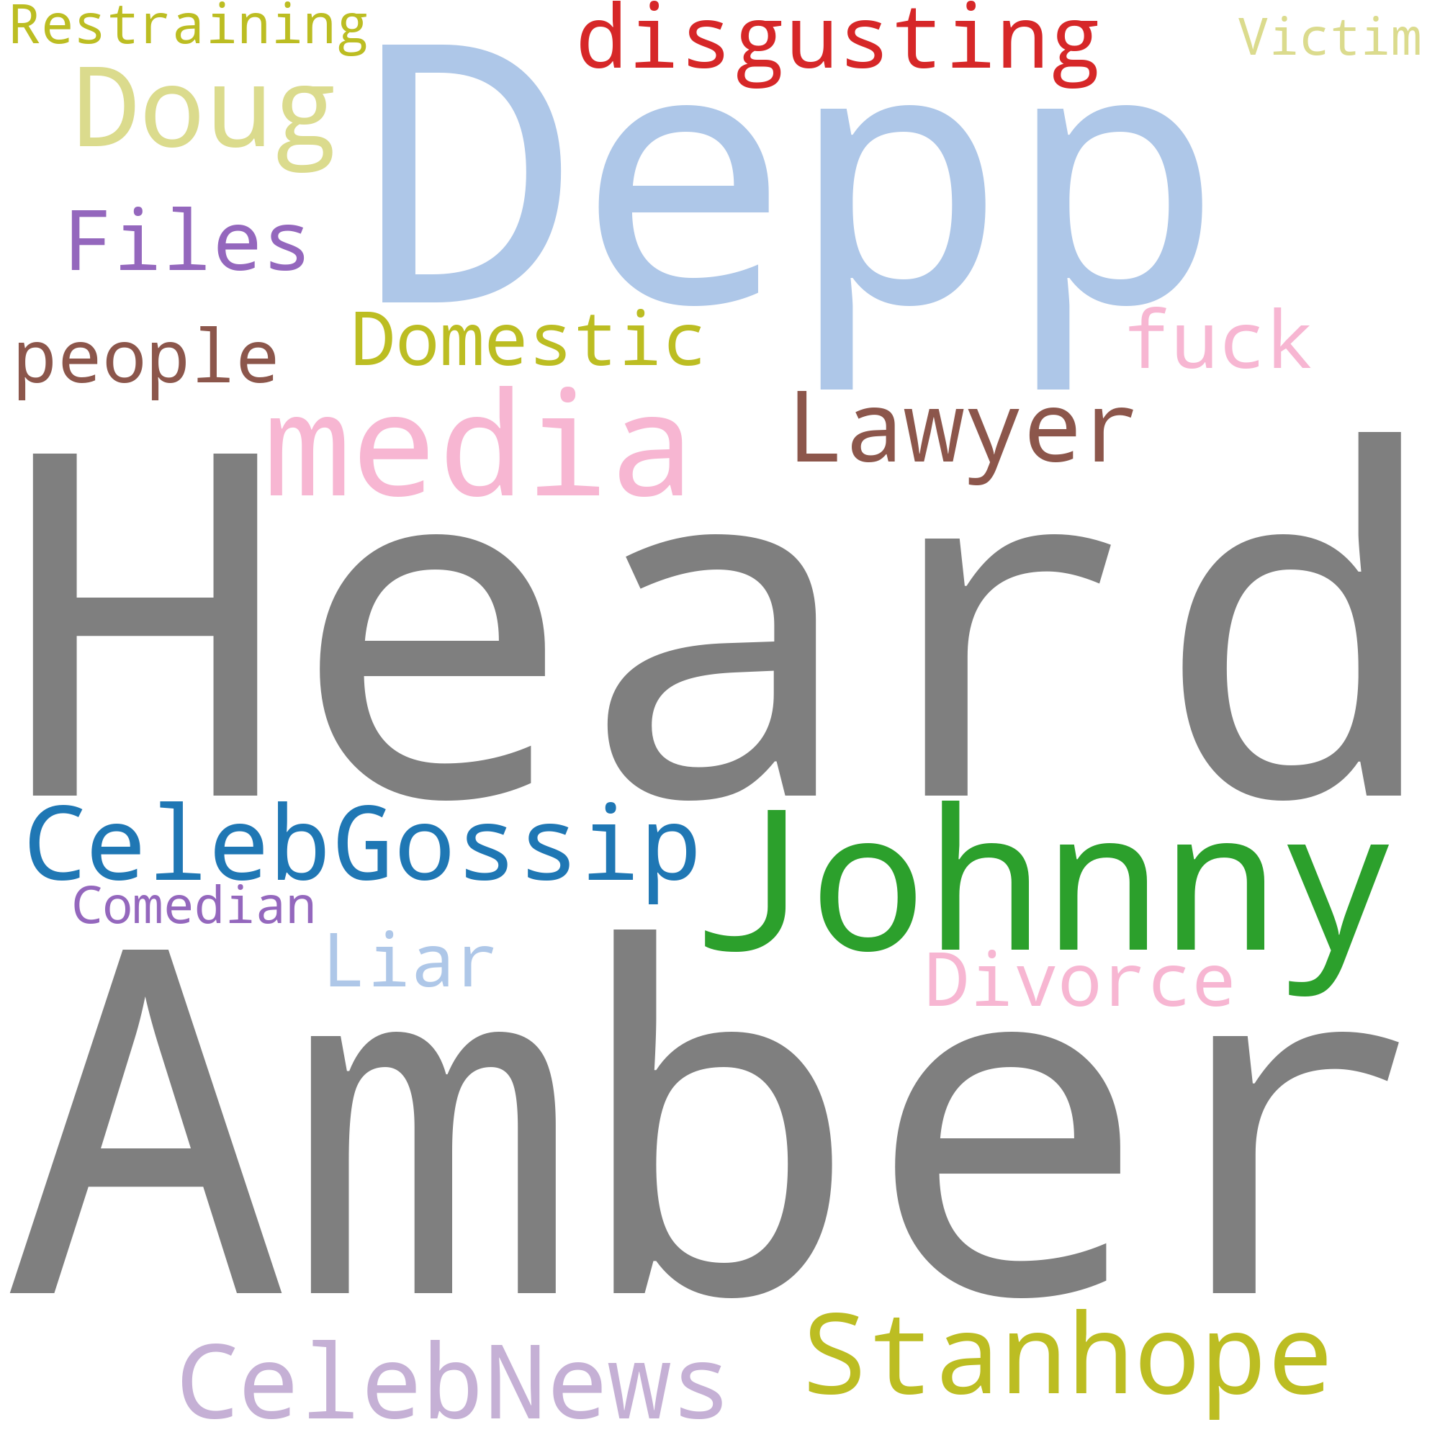 Restraining
disgusting
Victim
Doug
Depp
Files
people
Domestic
fuck
media
Lawyer
Heard
CelebGossip
Johnny
Comedian
Liar
Divorce
Amber
CelebNews
Stanhope